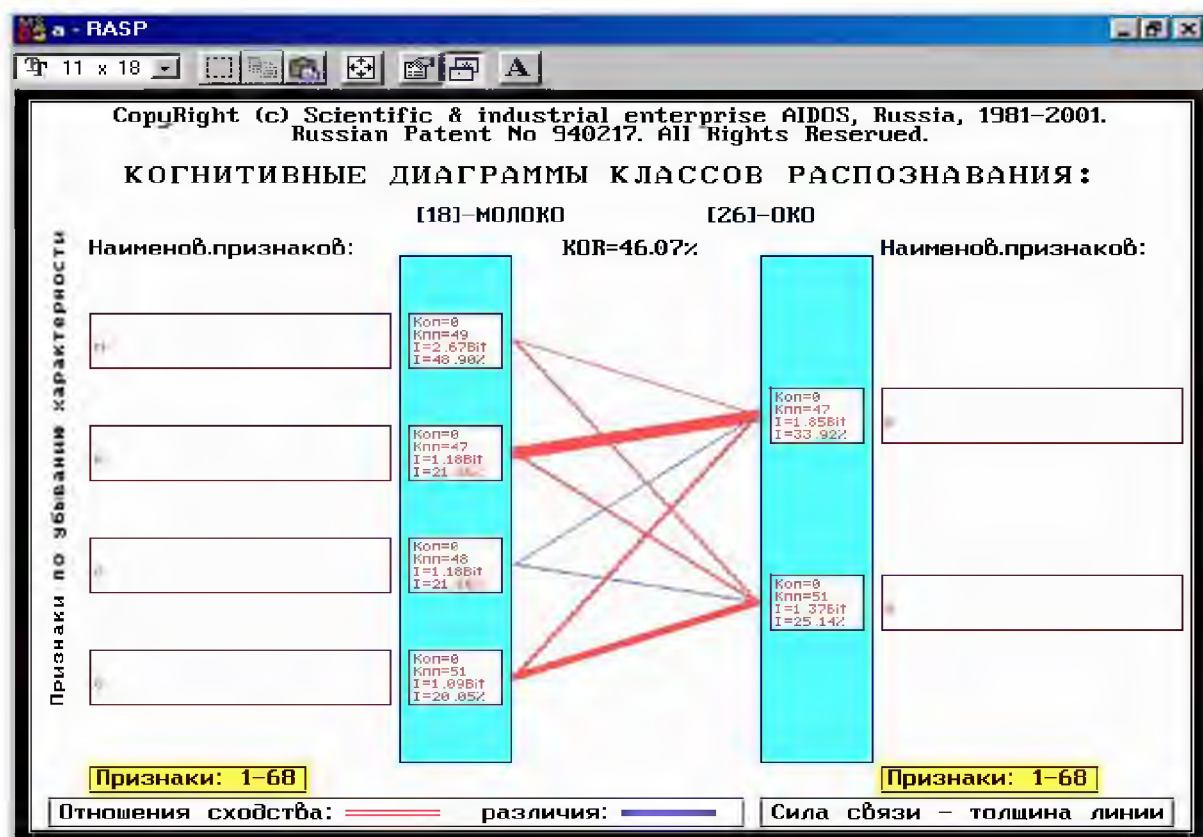 a - RASP
11 x 18
A
CopyRight (c) Scientific & industrial enterprise AIDOS, Russia, 1981-2001.
Russian Patent No 940217. All Rights Reserved.
КОГНИТИВНЫЕ ДИАГРАММЫ КЛАССОВ РАСПОЗНАВАНИЯ:
[18]-МОЛОКО [26]-ОКО
Наименов.признаков: KOR=46.07% Наименов.признаков:
Признаки по убыванию характерности
Коп=0
Кпп=49
I=2.67Bit
I=48.90%
Коп=0
Кпп=47
I=1.18Bit
I=21
Коп=0
Кпп=48
I=1.18Bit
I=21
Коп=0
Кпп=51
I=1.09Bit
I=20.05%
Коп=0
Кпп=47
I=1.85Bit
I=33.92%
Коп=0
Кпп=51
I=1.37Bit
I=25.14%
Признаки: 1-68 Признаки: 1-68
Отношения сходства: различия: Сила связи - толщина линии